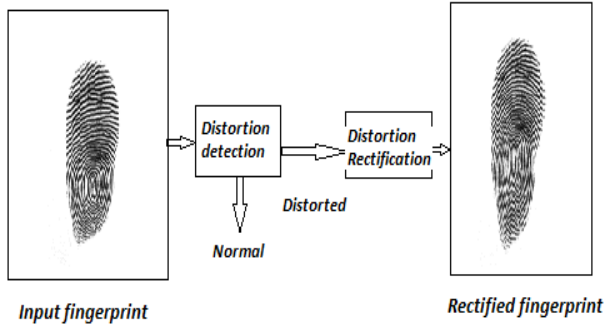 Distortion
detection
Distortion
Rectification
Distorted
Normal
Input fingerprint
Rectified fingerprint